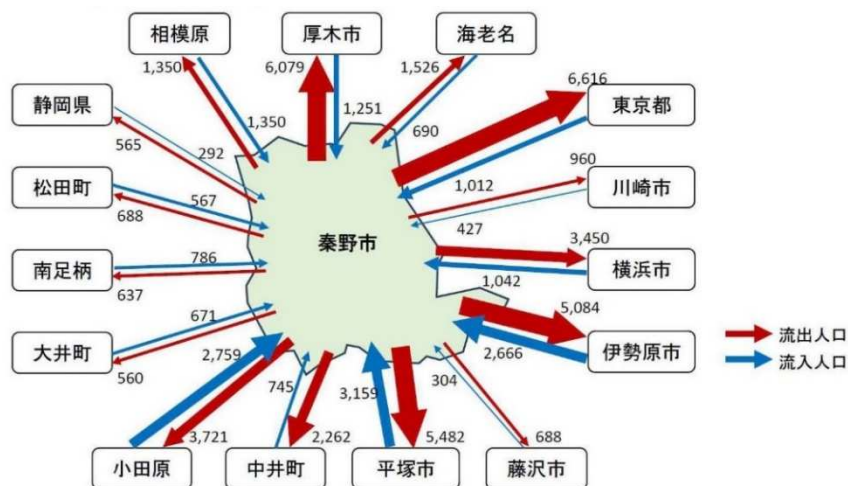 相模原
厚木市
海老名
1,350
6,079
1,526
6,616
静岡県
東京都
1,350
1,251
690
565
292
960
松田町
567
1,012
川崎市
688
427
秦野市
3,450
南足柄
786
横浜市
637
1,042
671
5,084
大井町
流出人口
2,759
2,666
伊勢原市
流入人口
560
745
3,159
304
3,721
2,262
5,482
688
小田原
中井町
平塚市
藤沢市